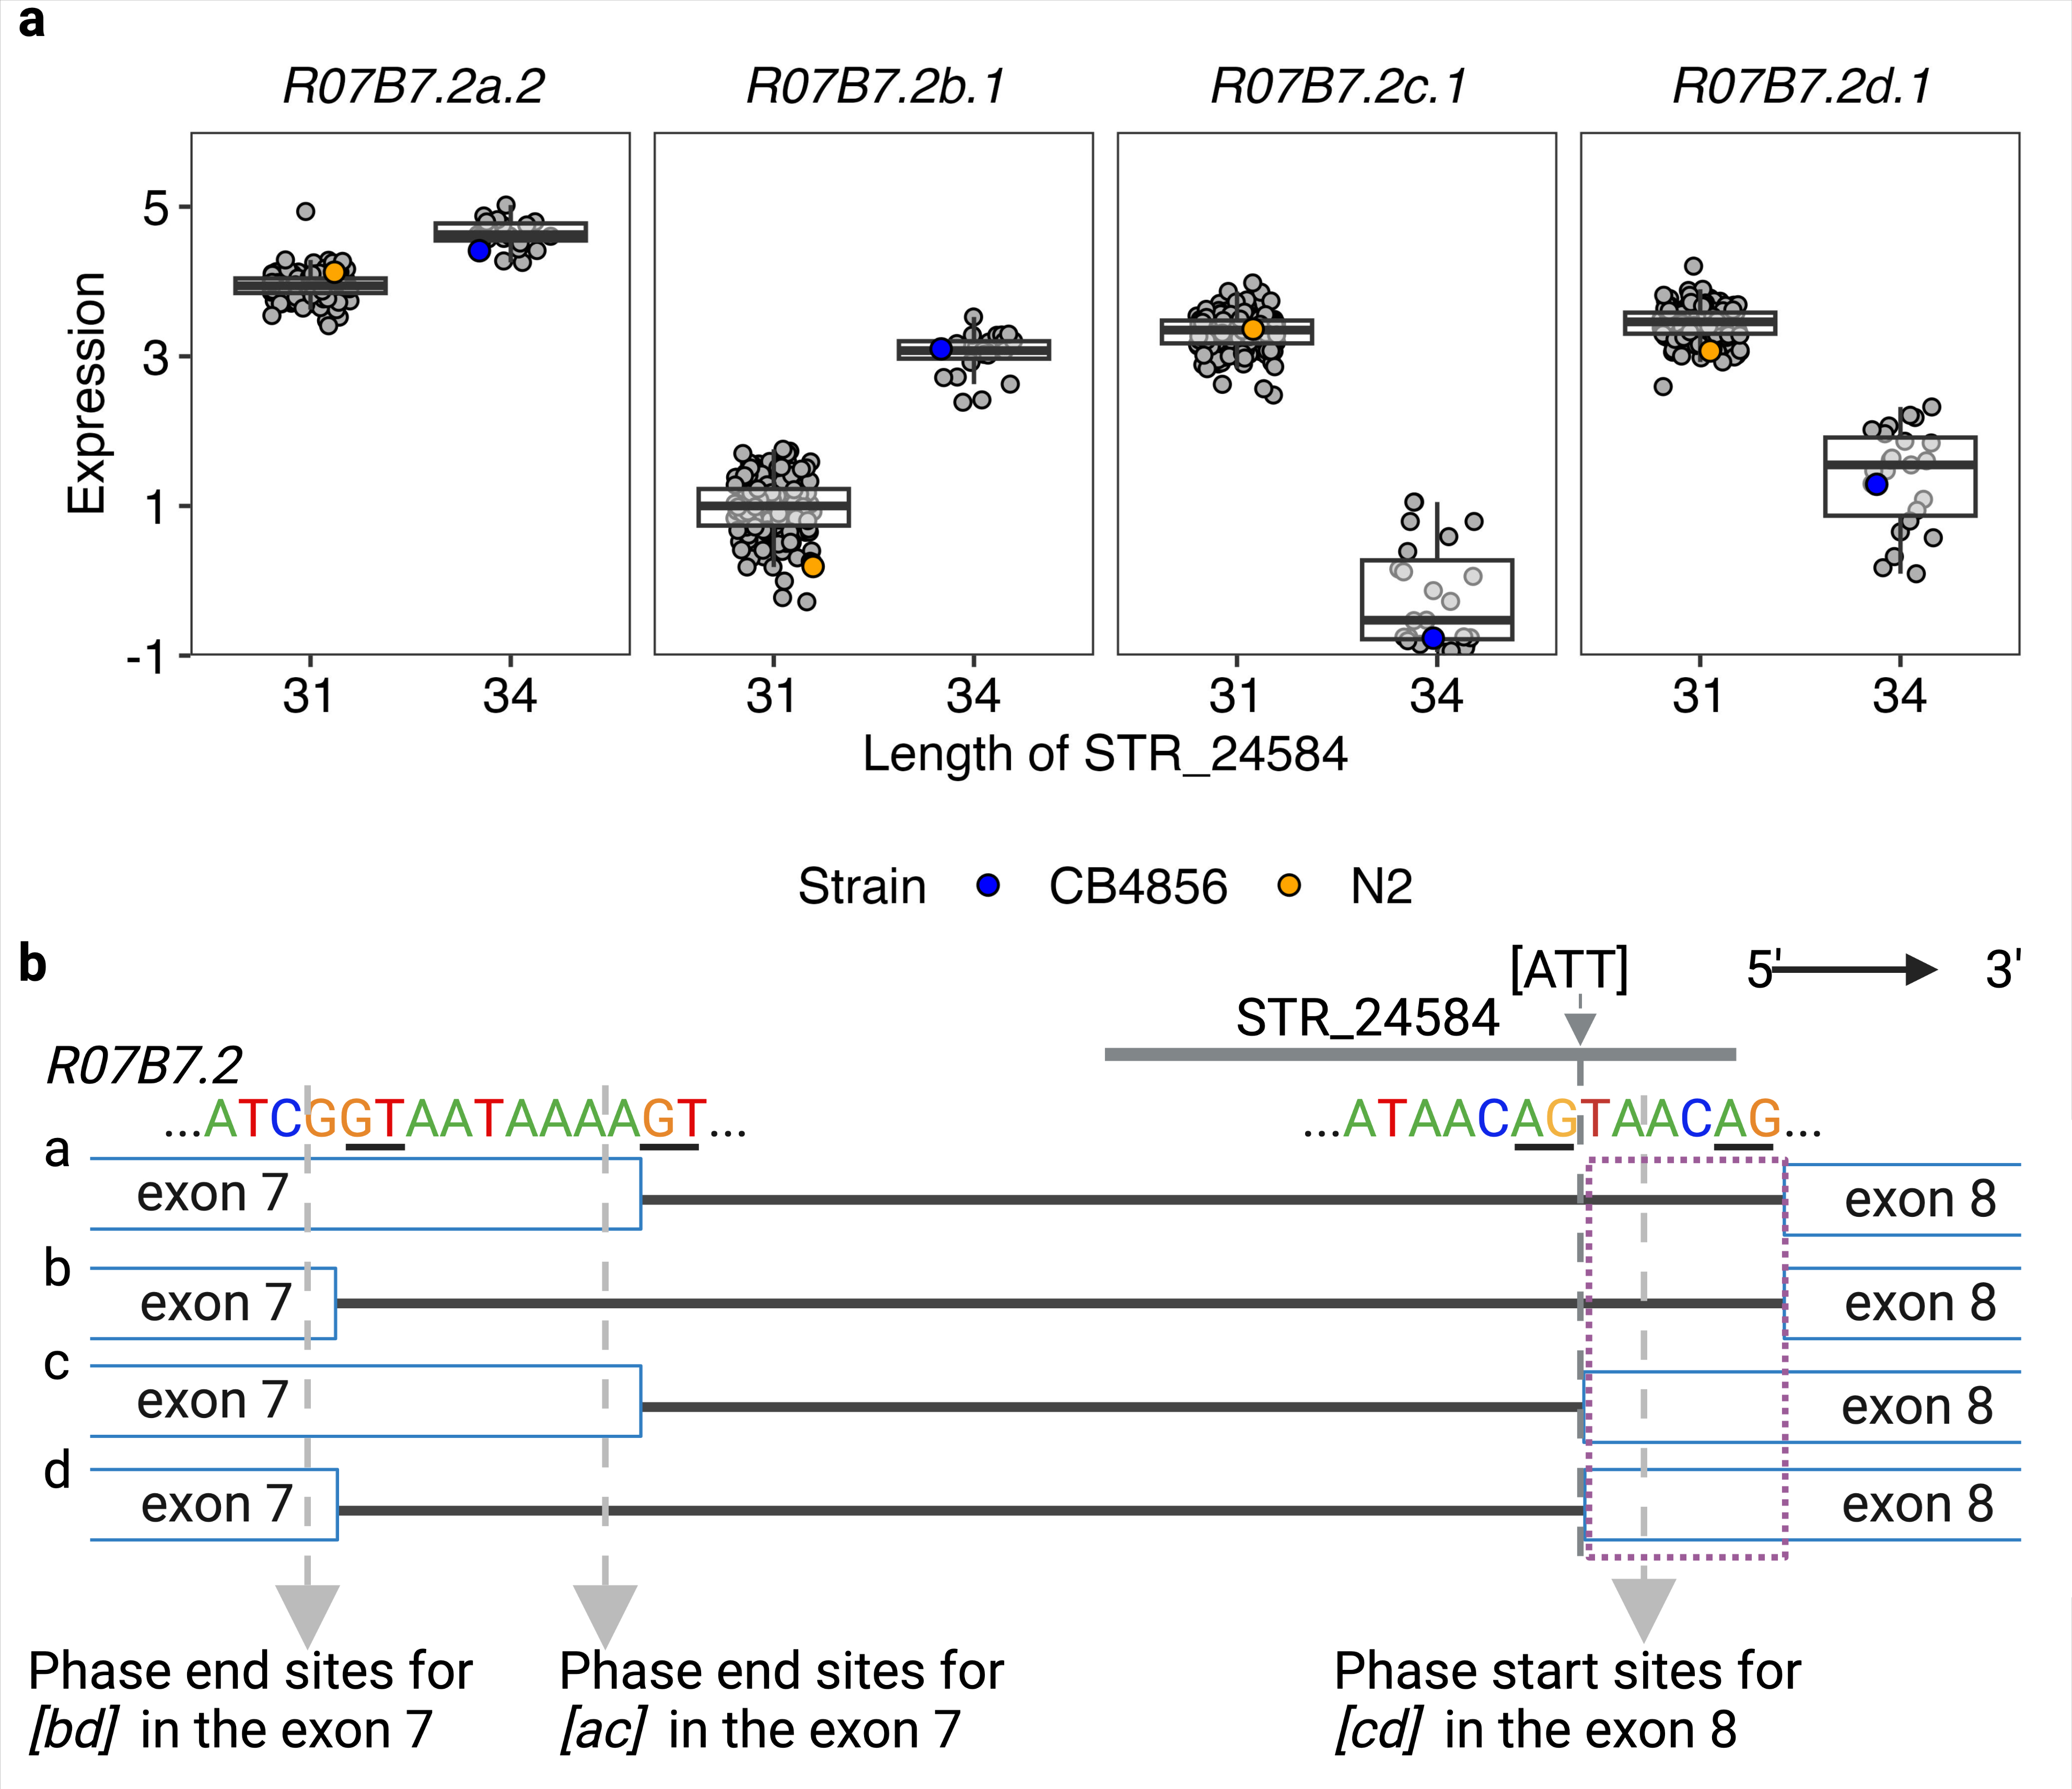 a
R07B7.2a.2 R07B7.2b.1 R07B7.2c.1 R07B7.2d.1
Expression
5
3
1
-1
31 34 31 34 31 34 31 34
Length of STR_24584
Strain CB4856 N2
b
[ATT] 5' 3'
STR_24584
R07B7.2
...ATCGGTAATAAAAGT... ...ATAACAGTAACAG...
a
exon 7 exon 8
b
exon 7 exon 8
c
exon 7 exon 8
d
exon 7 exon 8
Phase end sites for Phase end sites for Phase start sites for
[bd] in the exon 7 [ac] in the exon 7 [cd] in the exon 8